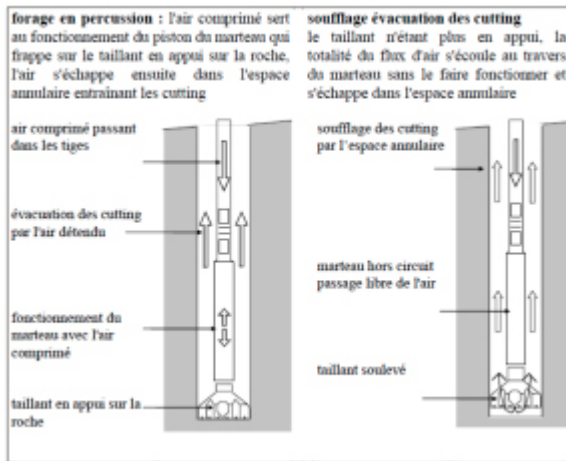 forage en percussion : l'air comprimé sert
au fonctionnement du piston du marteau qui
frappe sur le taillant en appui sur la roche,
l'air s'échappe ensuite dans l'espace
annulaire entraînant les cutting
air comprimé passant
dans les tiges
évacuation des cutting
par l'air détendu
fonctionnement du
marteau avec l'air
comprimé
taillant en appui sur la
roche
soufflage évacuation des cutting
le taillant n'étant plus en appui, la
totalité du flux d'air s'écoule au travers
du marteau sans le faire fonctionner et
s'échappe dans l'espace annulaire
soufflage des cutting
par l'espace annulaire
marteau hors circuit
passage libre de l'air
taillant soulevé